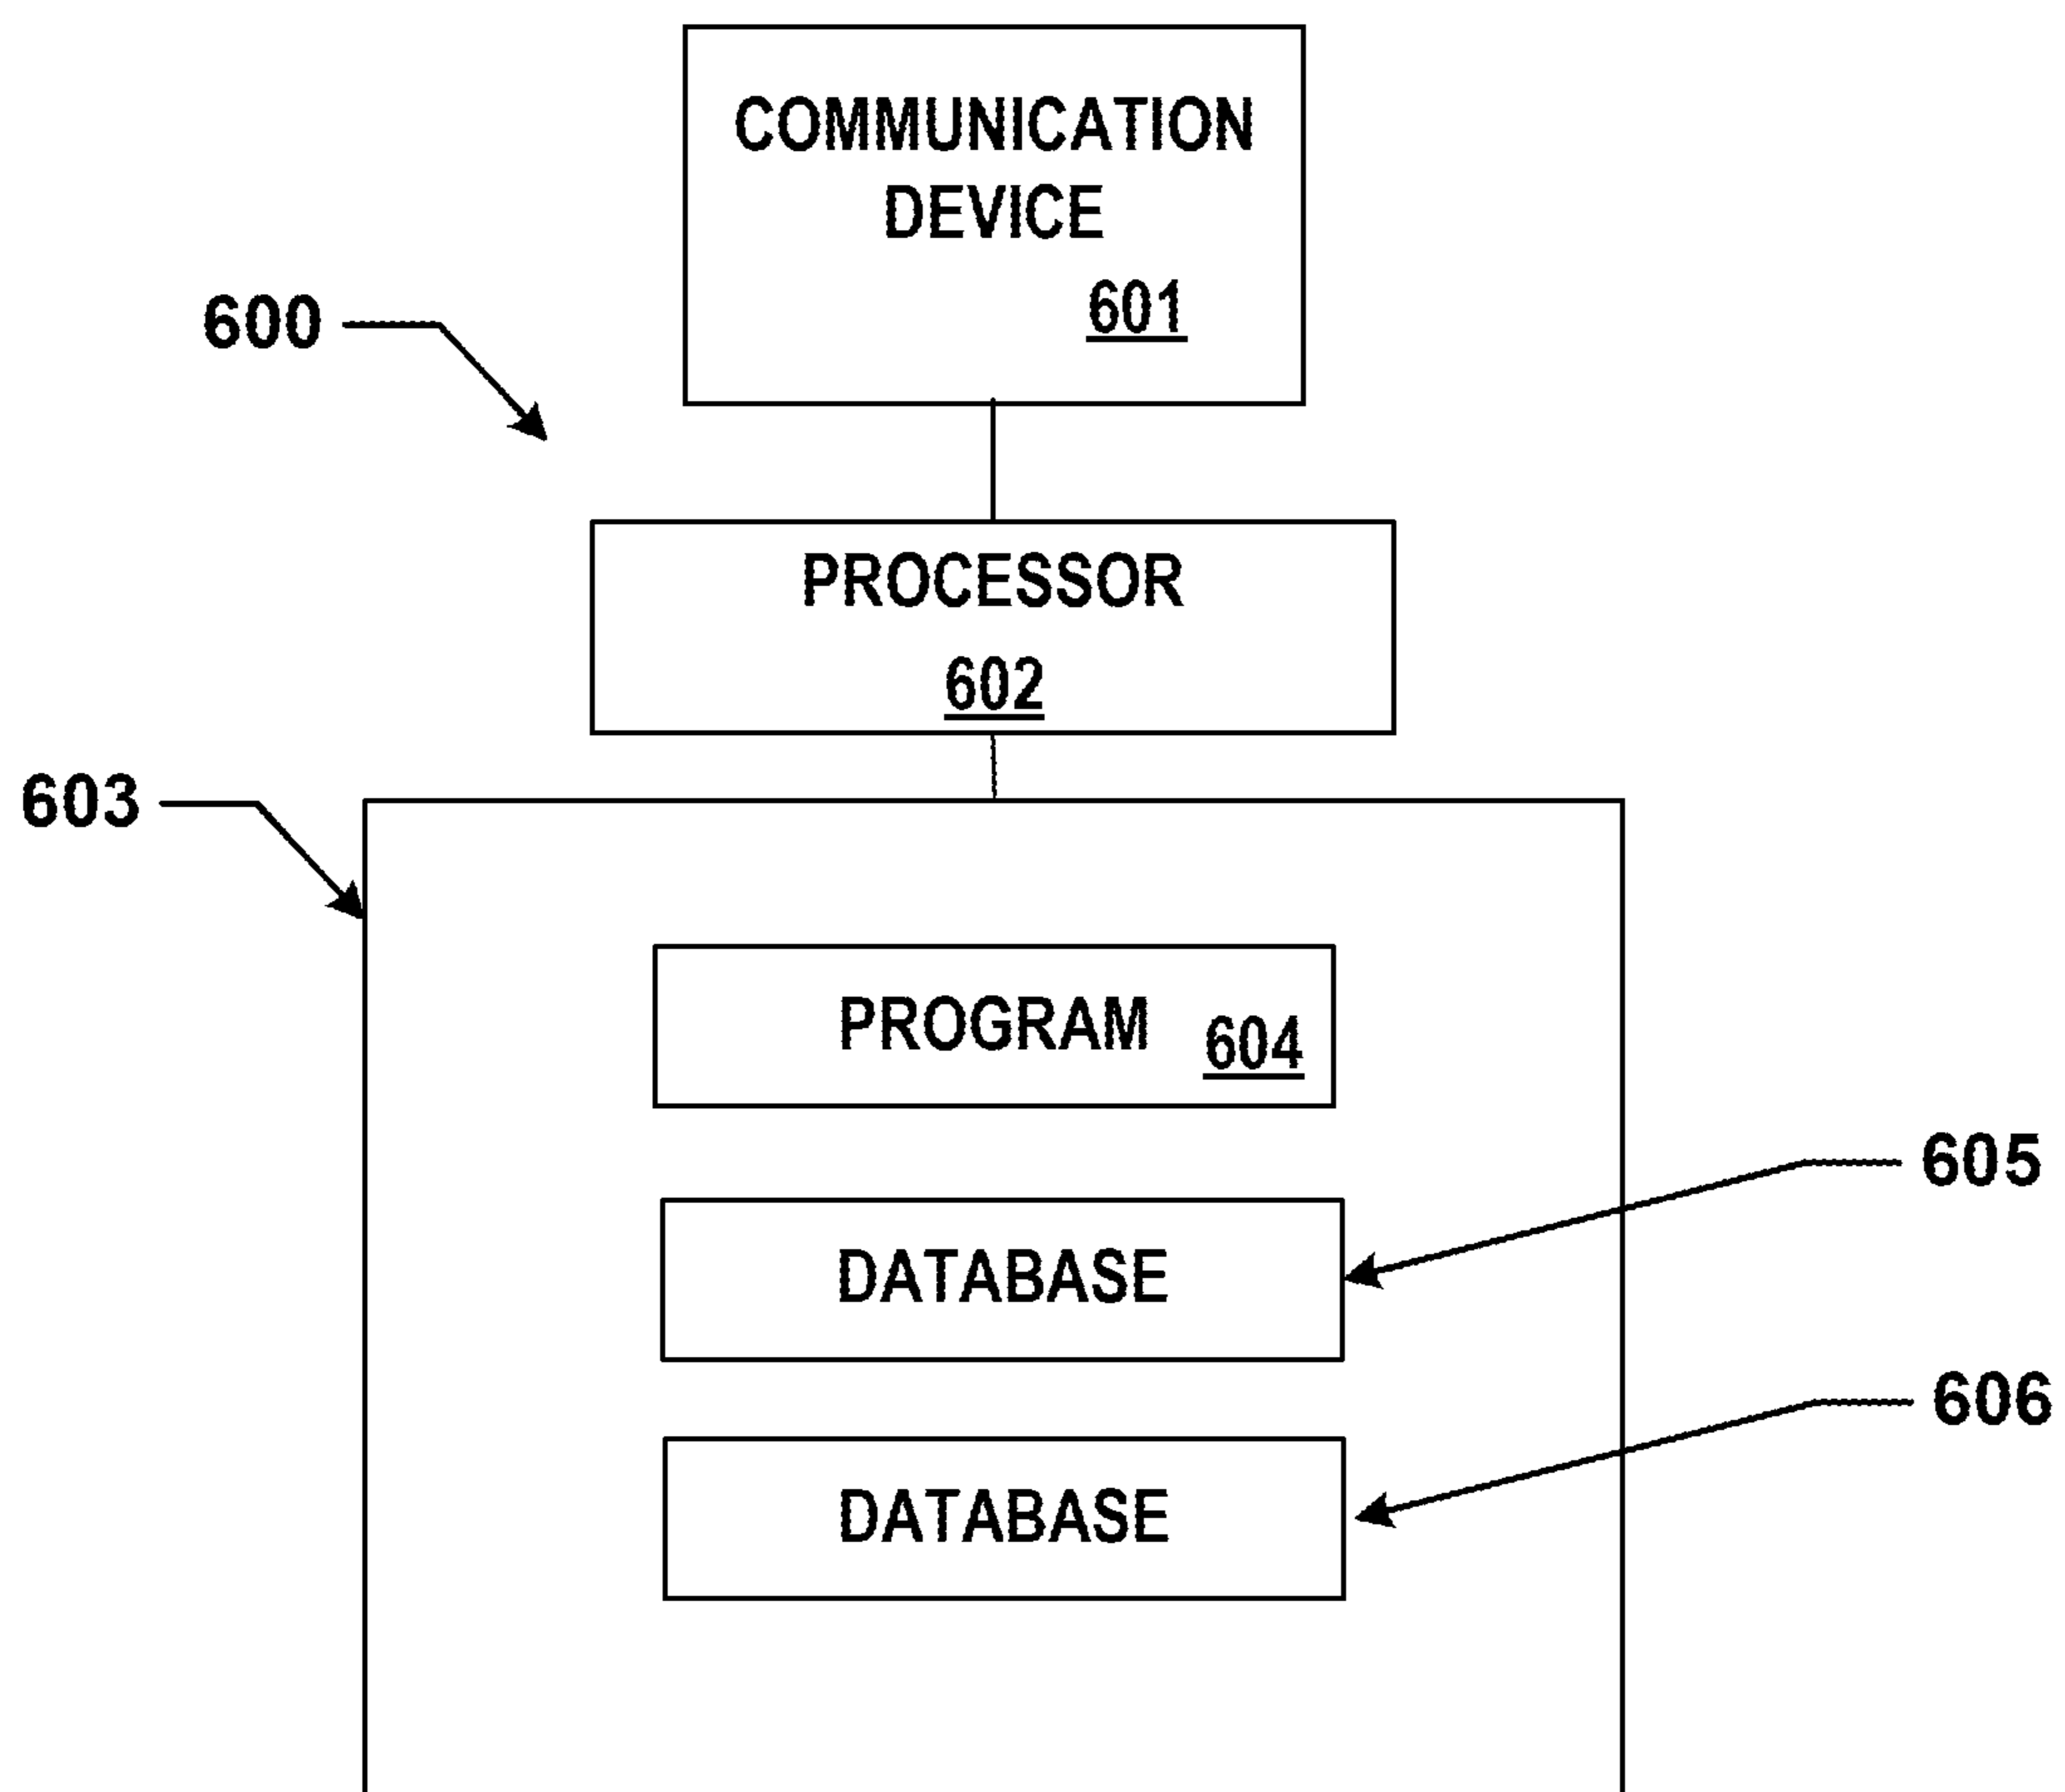 COMMUNICATION
DEVICE
601
600
PROCESSOR
602
603
PROGRAM 604
605
DATABASE
606
DATABASE